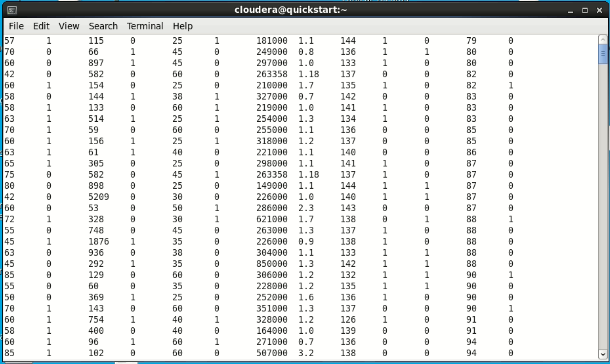 cloudera@quickstart:~
File Edit View Search Terminal Help
57 1 115 0 25 1 181000 1.1 144 1 0 79 0
70 0 66 1 45 0 249000 0.8 136 1 1 80 0
60 0 897 1 45 0 297000 1.0 133 1 0 80 0
42 0 582 0 60 0 263358 1.18 137 0 0 82 0
60 1 154 0 25 0 210000 1.7 135 1 0 82 1
58 0 144 1 38 1 327000 0.7 142 0 0 83 0
58 1 133 0 60 1 219000 1.0 141 1 0 83 0
63 1 514 1 25 1 254000 1.3 134 1 0 83 0
70 1 59 0 60 0 255000 1.1 136 0 0 85 0
60 1 156 1 25 1 318000 1.2 137 0 0 85 0
63 1 61 1 40 0 221000 1.1 140 0 0 86 0
65 1 305 0 25 0 298000 1.1 141 1 0 87 0
75 0 582 0 45 1 263358 1.18 137 1 0 87 0
80 0 898 0 25 0 149000 1.1 144 1 1 87 0
42 0 5209 0 30 0 226000 1.0 140 1 1 87 0
60 0 53 0 50 1 286000 2.3 143 0 0 87 0
72 1 328 0 30 1 621000 1.7 138 0 1 88 1
55 0 748 0 45 0 263000 1.3 137 1 0 88 0
45 1 1876 1 35 0 226000 0.9 138 1 0 88 0
63 0 936 0 38 0 304000 1.1 133 1 1 88 0
45 0 292 1 35 0 850000 1.3 142 1 1 88 0
85 0 129 0 60 0 306000 1.2 132 1 1 90 1
55 0 60 0 35 0 228000 1.2 135 1 1 90 0
50 0 369 1 25 0 252000 1.6 136 1 0 90 0
70 1 143 0 60 0 351000 1.3 137 0 0 90 1
60 1 754 1 40 1 328000 1.2 126 1 0 91 0
58 1 400 0 40 0 164000 1.0 139 0 0 91 0
60 1 96 1 60 1 271000 0.7 136 0 0 94 0
85 1 102 0 60 0 507000 3.2 138 0 0 94 0